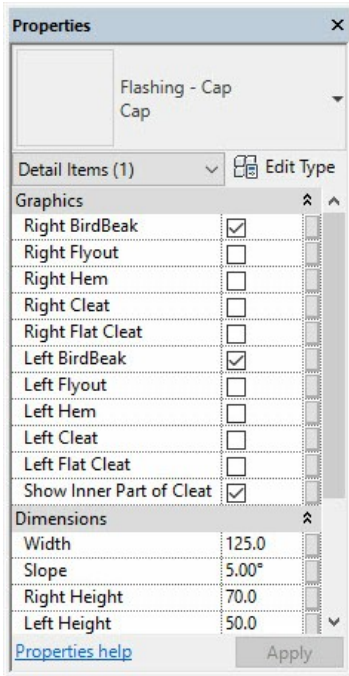 Properties
Flashing - Cap
Cap
Detail Items (1) Edit Type
Graphics
Right BirdBeak
Right Flyout
Right Hem
Right Cleat
Right Flat Cleat
Left BirdBeak
Left Flyout
Left Hem
Left Cleat
Left Flat Cleat
Show Inner Part of Cleat
Dimensions
Width 125.0
Slope 5.00°
Right Height 70.0
Left Height 50.0
Properties help Apply